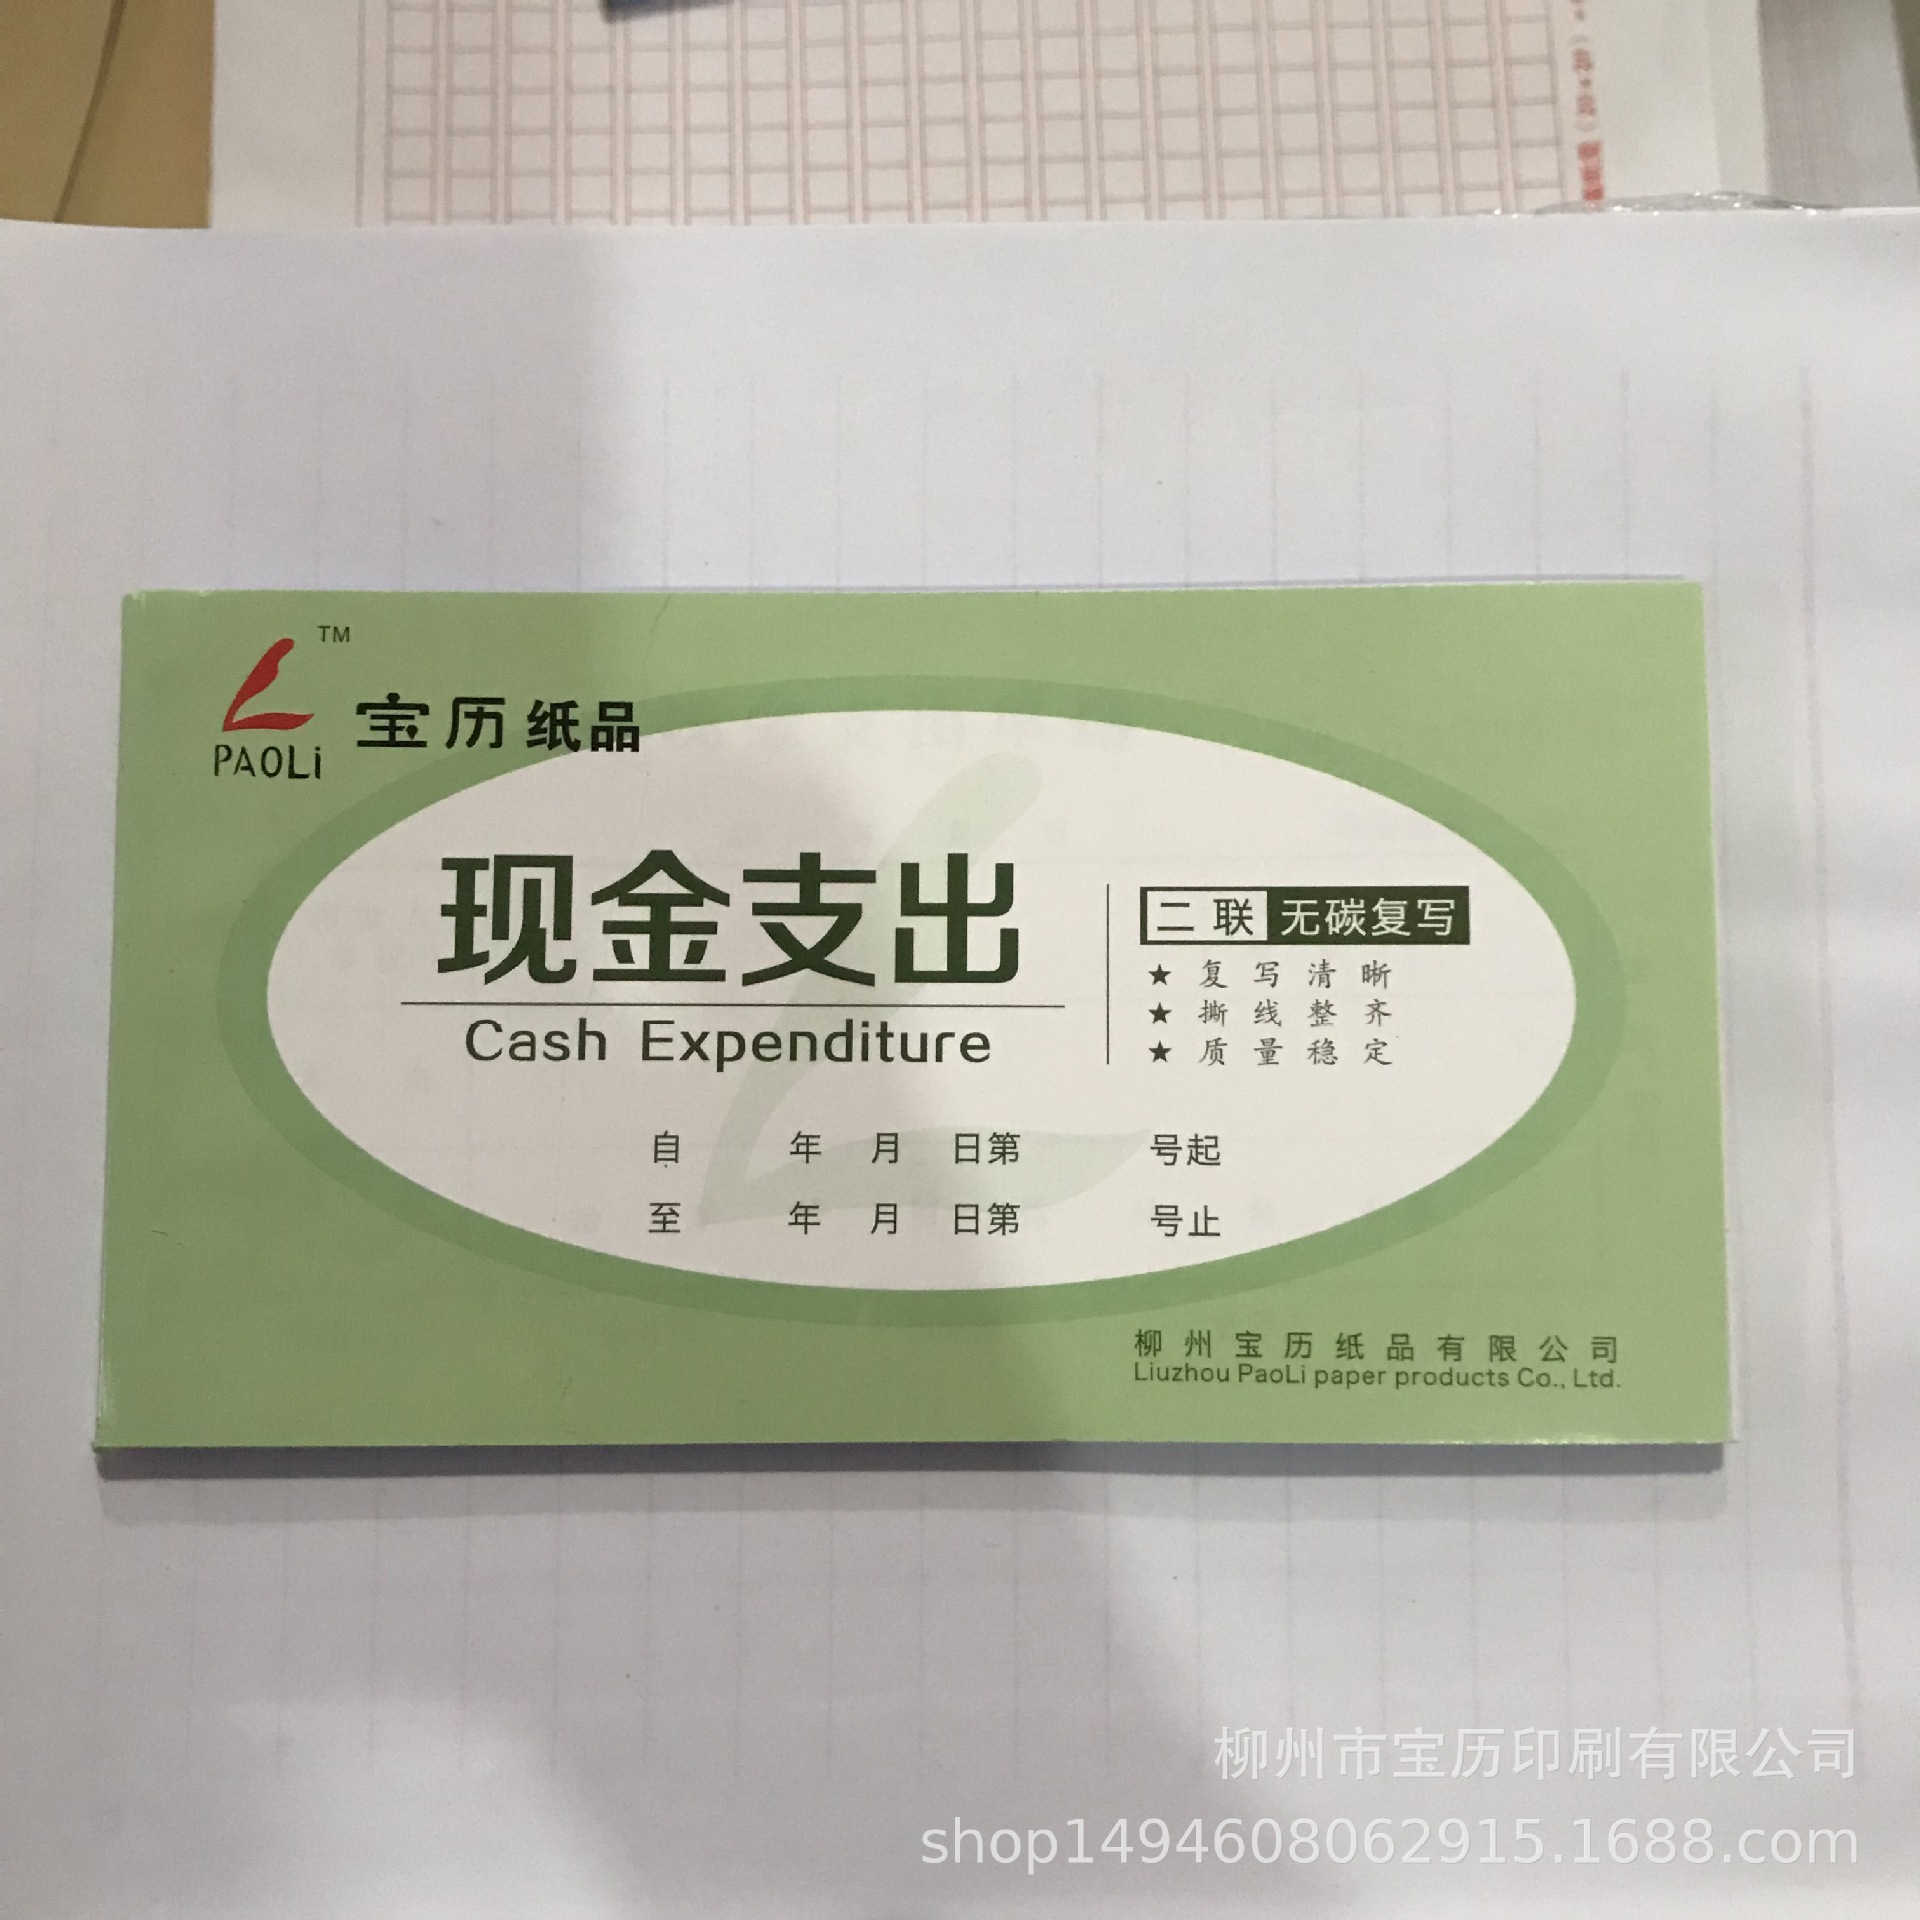 TM
PAOLi
宝历纸品
现金支出
Cash Expenditure
二联 无碳复写
★ 复写清晰
★ 撕线整齐
★ 质量稳定
自 年 月 日第 号起
至 年 月 日第 号止
柳州宝历纸品有限公司
Liuzhou PaoLi paper products Co., Ltd.
柳州市宝历印刷有限公司
shop1494608062915.1688.com